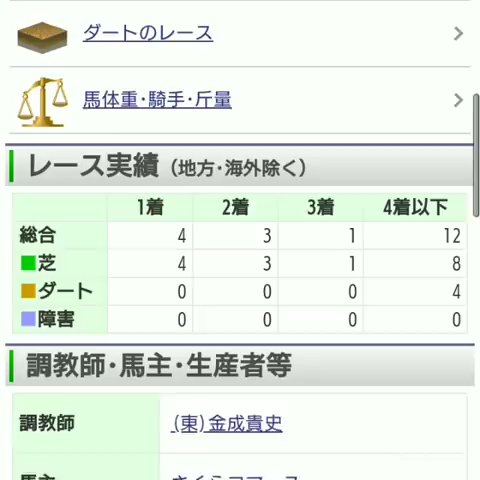 ダートのレース
馬体重･騎手･斤量
レース実績（地方･海外除く）
1着 2着 3着 4着以下
総合 4 3 1 12
芝 4 3 1 8
ダート 0 0 0 4
障害 0 0 0 0
調教師･馬主･生産者等
調教師 (東)金成貴史